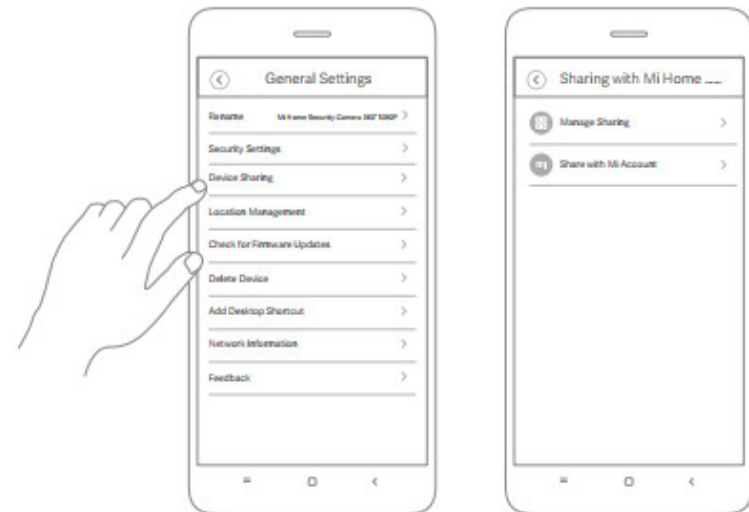 General Settings
Rename Mi Home Security Camera 360° 1080P
Security Settings
Device Sharing
Location Management
Check for Firmware Updates
Delete Device
Add Desktop Shortcut
Network Information
Feedback
Sharing with Mi Home ...
Manage Sharing
mi Share with Mi Account